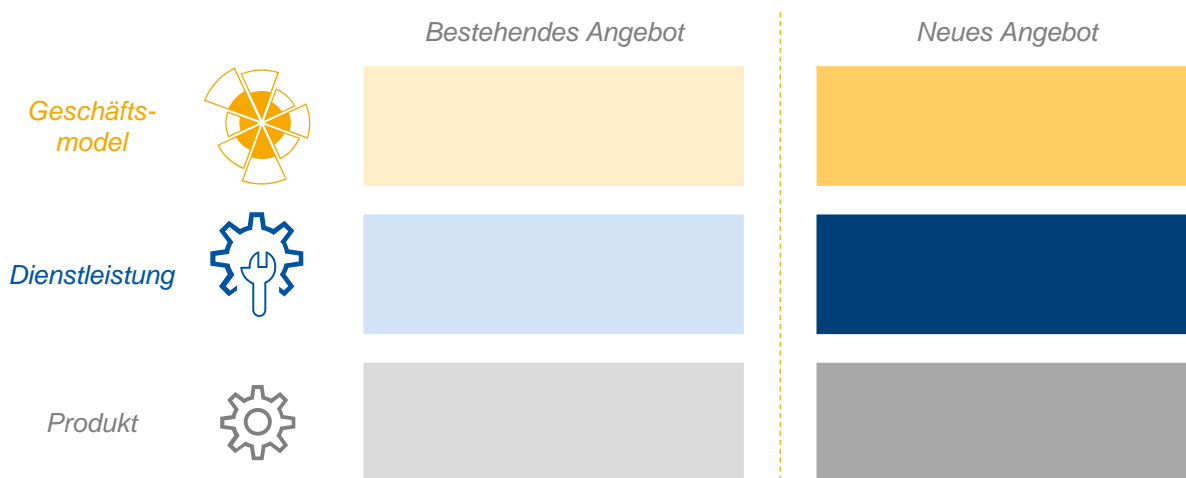 Bestehendes Angebot
Neues Angebot
Geschäfts-
model
Dienstleistung
Produkt